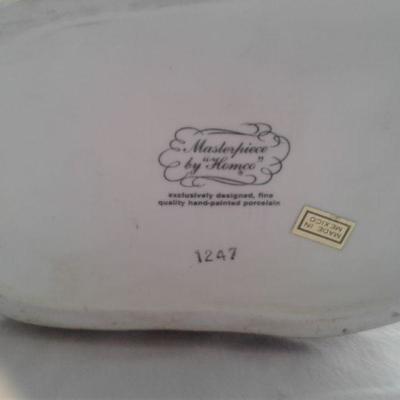 Masterpiece
by "Homco"
exclusively designed, fine
quality hand-painted porcelain
MADE IN
MEXICO
1247